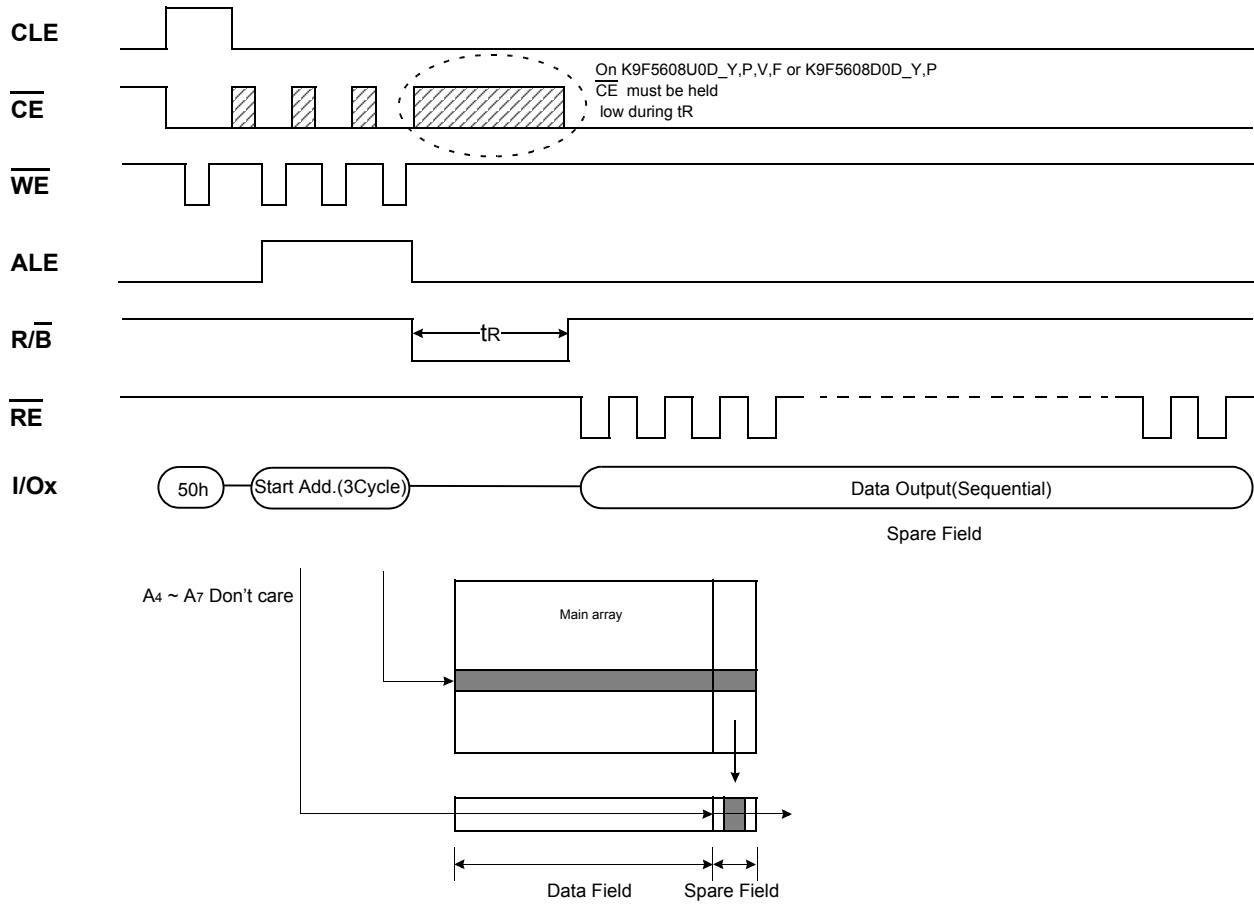 CLE
On K9F5608U0D_Y,P,V,F or K9F5608D0D_Y,P
CE must be held
low during tR
CE
WE
ALE
R/B
tR
RE
I/Ox
50h
Start Add.(3Cycle)
Data Output(Sequential)
Spare Field
A4 ~ A7 Don't care
Main array
Data Field
Spare Field